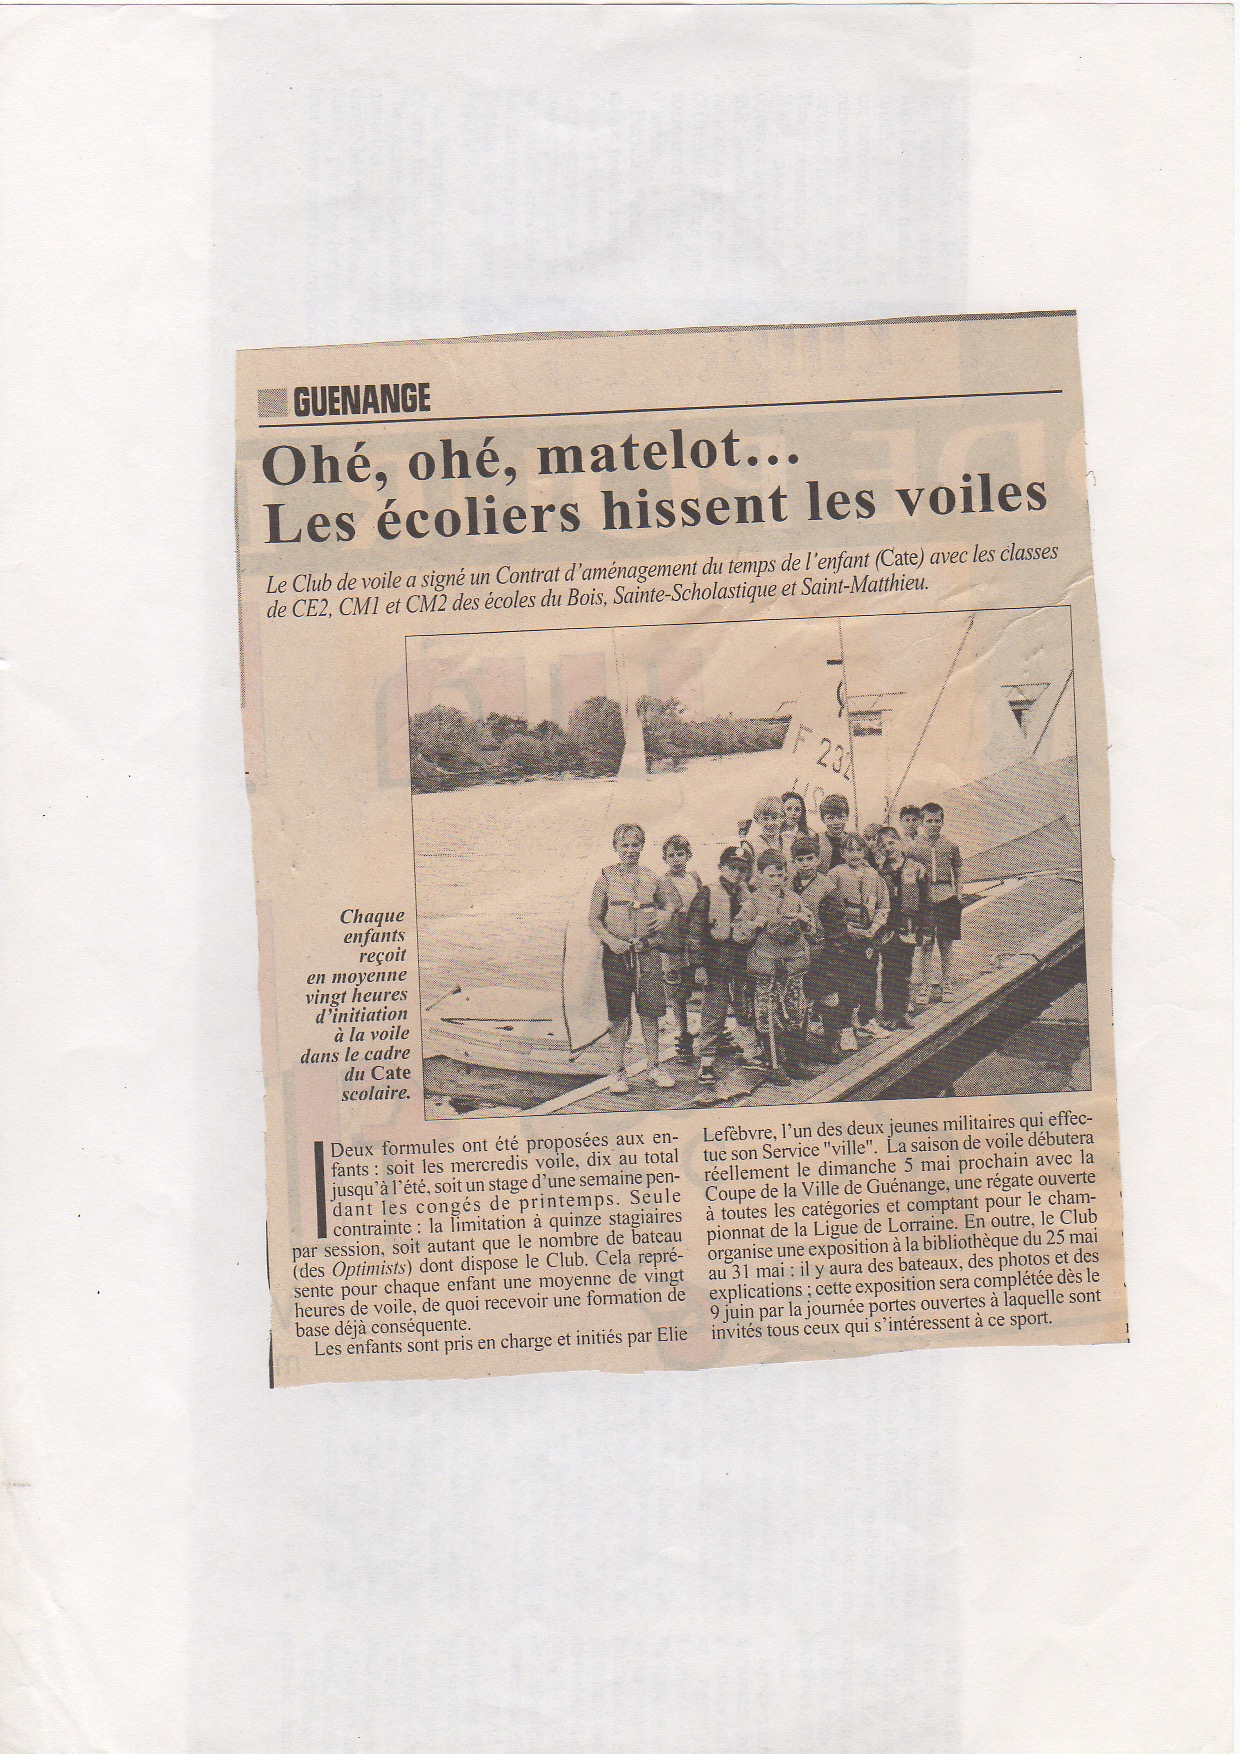 GUENANGE
Ohé, ohé, matelot...
Les écoliers hissent les voiles
Le Club de voile a signé un Contrat d'aménagement du temps de l'enfant (Cate) avec les classes
de CE2, CM1 et CM2 des écoles du Bois, Sainte-Scholastique et Saint-Matthieu.
F 232
Chaque
enfants
reçoit
en moyenne
vingt heures
d'initiation
à la voile
dans le cadre
du Cate
scolaire.
Deux formules ont été proposées aux en-
fants : soit les mercredis voile, dix au total
jusqu'à l'été, soit un stage d'une semaine pen-
dant les congés de printemps. Seule
contrainte : la limitation à quinze stagiaires
par session, soit autant que le nombre de bateau
(des Optimists) dont dispose le Club. Cela repré-
sente pour chaque enfant une moyenne de vingt
heures de voile, de quoi recevoir une formation de
base déjà conséquente.
Les enfants sont pris en charge et initiés par Elie
Lefèbvre, l'un des deux jeunes militaires qui effec-
tue son Service "ville". La saison de voile débutera
réellement le dimanche 5 mai prochain avec la
Coupe de la Ville de Guénange, une régate ouverte
à toutes les catégories et comptant pour le cham-
pionnat de la Ligue de Lorraine. En outre, le Club
organise une exposition à la bibliothèque du 25 mai
au 31 mai : il y aura des bateaux, des photos et des
explications ; cette exposition sera complétée dès le
9 juin par la journée portes ouvertes à laquelle sont
invités tous ceux qui s'intéressent à ce sport.